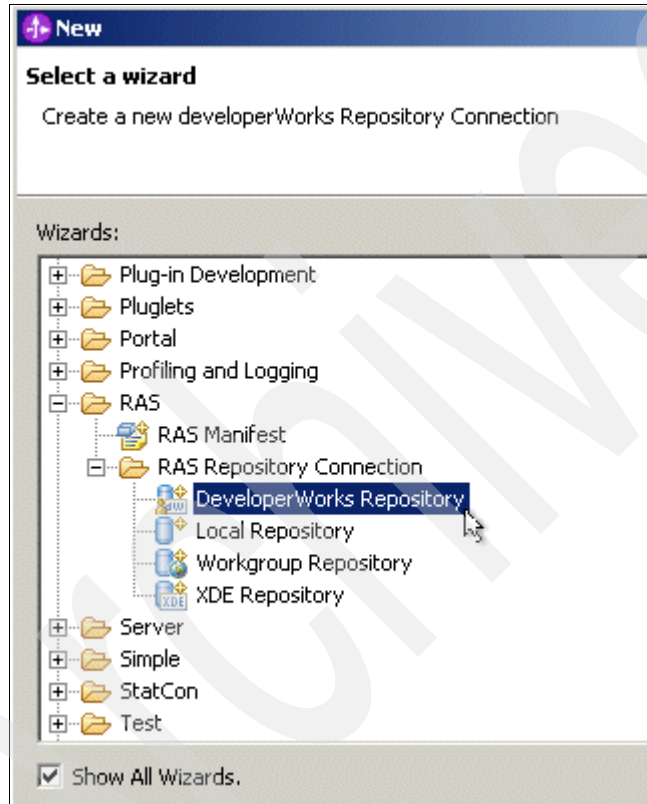 New
Select a wizard
Create a new developerWorks Repository Connection
Wizards:
Plug-in Development
Pluglets
Portal
Profiling and Logging
RAS
RAS Manifest
RAS Repository Connection
DeveloperWorks Repository
Local Repository
Workgroup Repository
XDE Repository
Server
Simple
StatCon
Test
Show All Wizards.